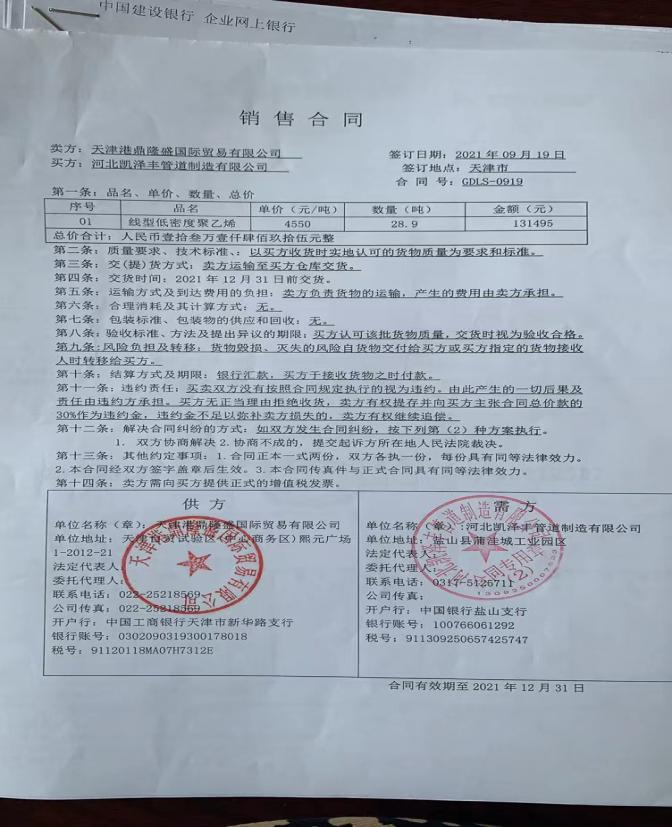 中国建设银行 企业网上银行
销售合同
卖方：天津港鼎隆盛国际贸易有限公司
买方：河北凯泽丰管道制造有限公司
签订日期：2021年09月19日
签订地点：天津市
合同号：GDLS-0919
第一条：品名、单价、数量、总价
序号 品名 单价（元/吨） 数量（吨） 金额（元）
01 线型低密度聚乙烯 4550 28.9 131495
总价合计：人民币壹拾叁万壹仟肆佰玖拾伍元整
第二条：质量要求、技术标准、：以买方收货时实地认可的货物质量为要求和标准。
第三条：交（提）货方式：卖方运输至买方仓库交货。
第四条：交货时间：2021年12月31日前交货。
第五条：运输方式及到达费用的负担：卖方负责货物的运输，产生的费用由卖方承担。
第六条：合理消耗及其计算方式：无。
第七条：包装标准、包装物的供应和回收：无。
第八条：验收标准、方法及提出异议的期限：买方认可该批货物质量，交货时视为验收合格。
第九条：风险负担及转移：货物毁损、灭失的风险自货物交付给买方或买方指定的货物接收
人时转移给买方。
第十条：结算方式及期限：银行汇款，买方于接收货物之时付款。
第十一条：违约责任：买卖双方没有按照合同规定执行的视为违约。由此产生的一切后果及
责任由违约方承担。买方无正当理由拒绝收货，卖方有权提存并向买方主张合同总价款的
30%作为违约金，违约金不足以弥补卖方损失的，卖方有权继续追偿。
第十二条：解决合同纠纷的方式：如双方发生合同纠纷，按下列第（2）种方案执行。
1. 双方协商解决 2.协商不成的，提交起诉方所在地人民法院裁决。
第十三条：其他约定事项：1.合同正本一式两份，双方各执一份，每份具有同等法律效力。
2.本合同经双方签字盖章后生效。3.本合同传真件与正式合同具有同等法律效力。
第十四条：卖方需向买方提供正式的增值税发票。
供方
单位名称（章）：天津港鼎隆盛国际贸易有限公司
单位地址：天津自贸试验区（中心商务区）熙元广场
1-2012-21
法定代表人
委托代理人
联系电话：022-25218569
公司传真：022-25218569
开户行：中国工商银行天津市新华路支行
银行账号：0302090319300178018
税号：91120118MA07H7312E
需方
单位名称（章）：河北凯泽丰管道制造有限公司
单位地址：盐山县蒲洼城工业园区
法定代表人
委托代理人：
联系电话：0317-5126711
公司传真：
开户行：中国银行盐山支行
银行账号：100766061292
税号：911309250657425747
合同专用章
（2）
合同有效期至2021年12月31日